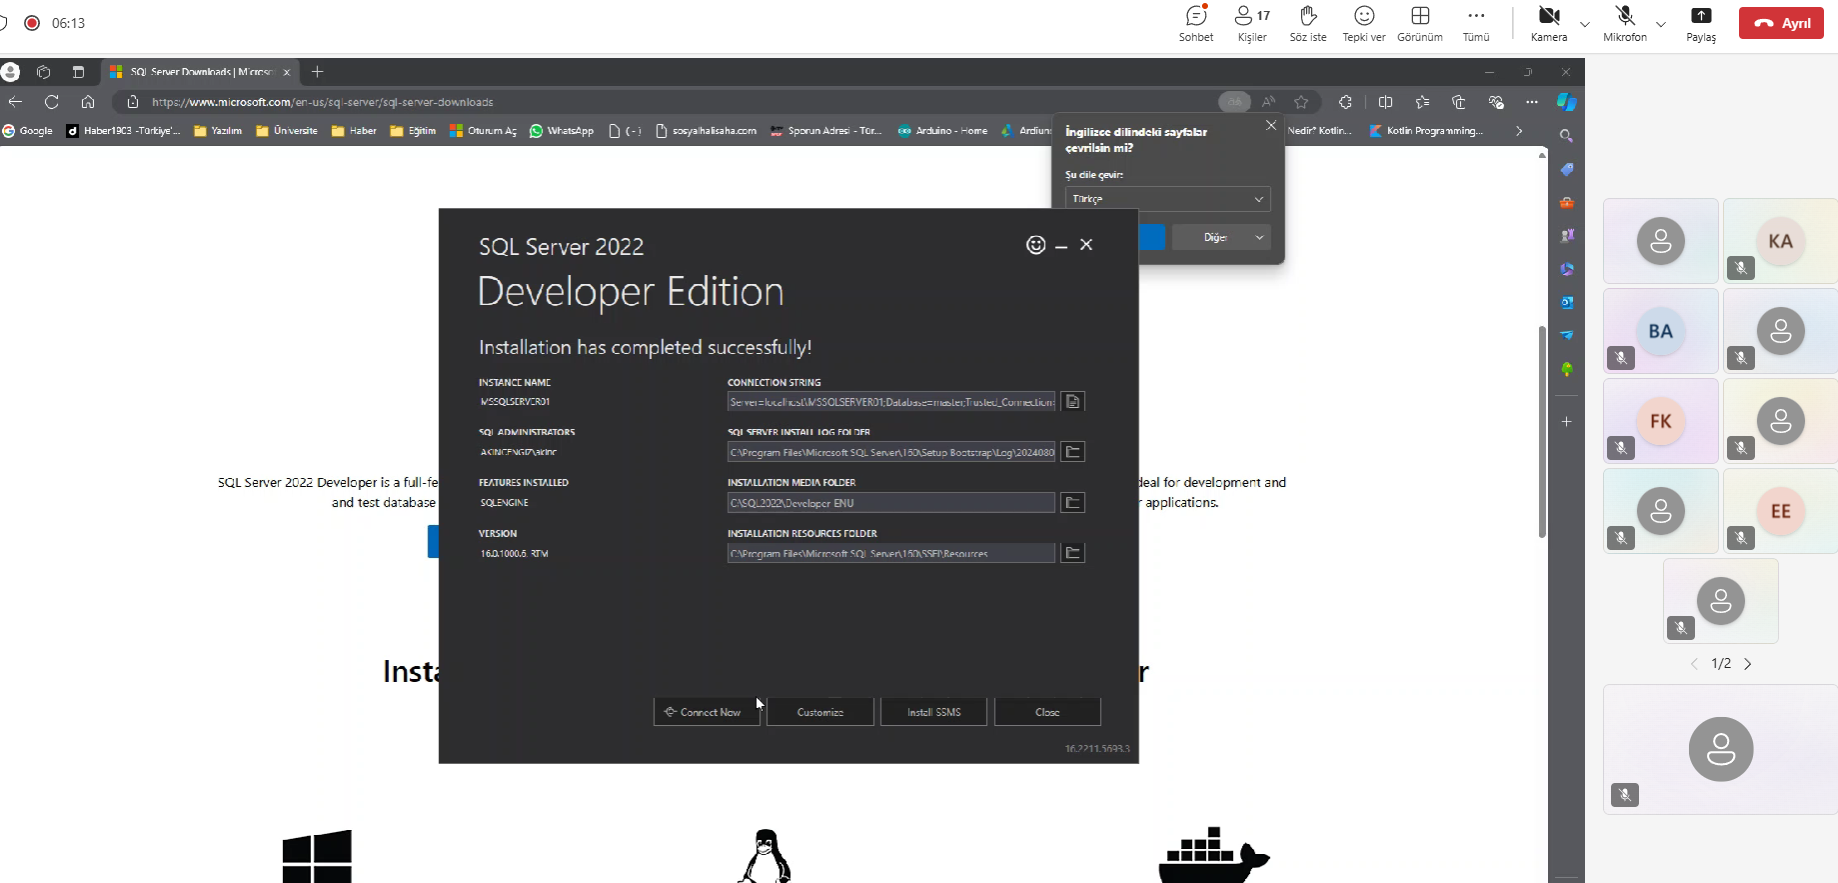 06:13
Sohbet
17
Kişiler
Söz iste
Tepki ver
Görünüm
Tümü
Kamera
Mikrofon
Paylaş
Ayrıl
SQL Server Downloads | Microso
https://www.microsoft.com/en-us/sql-server/sql-server-downloads
Google
Haber1903 -Türkiye'...
Yazılım
Üniversite
Haber
Eğitim
Oturum Aç
WhatsApp
(-)
sosyalhalisaha.com
Sporun Adresi - Tür...
Arduino - Home
Nedir? Kotlin...
Kotlin Programming...
İngilizce dilindeki sayfalar
çevrilsin mi?
Şu dile çevir:
Türkçe
Diğer
SQL Server 2022
Developer Edition
Installation has completed successfully!
INSTANCE NAME
MSSQLSERVER01
CONNECTION STRING
Server=localhost\MSSQLSERVER01;Database=master;Trusted_Connection=
SQL ADMINISTRATORS
AKINCENGIZ\akinc
SQL SERVER INSTALL LOG FOLDER
C:\Program Files\Microsoft SQL Server\160\Setup Bootstrap\Log\2024080
FEATURES INSTALLED
SQLENGINE
INSTALLATION MEDIA FOLDER
C:\SQL2022\Developer_ENU
VERSION
16.0.1000.6, RTM
INSTALLATION RESOURCES FOLDER
C:\Program Files\Microsoft SQL Server\160\SSEI\Resources
Connect Now
Customize
Install SSMS
Close
16.2211.5693.3
SQL Server 2022 Developer is a full-fe
deal for development and
and test database
r applications.
Insta
r
KA
BA
FK
EE
1/2